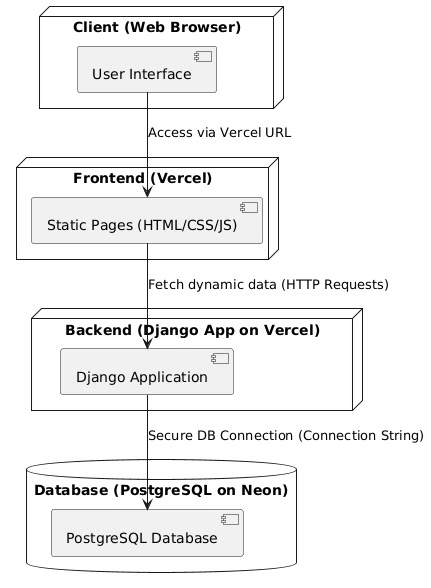 Client (Web Browser)
User Interface
Access via Vercel URL
Frontend (Vercel)
Static Pages (HTML/CSS/JS)
Fetch dynamic data (HTTP Requests)
Backend (Django App on Vercel)
Django Application
Secure DB Connection (Connection String)
Database (PostgreSQL on Neon)
PostgreSQL Database